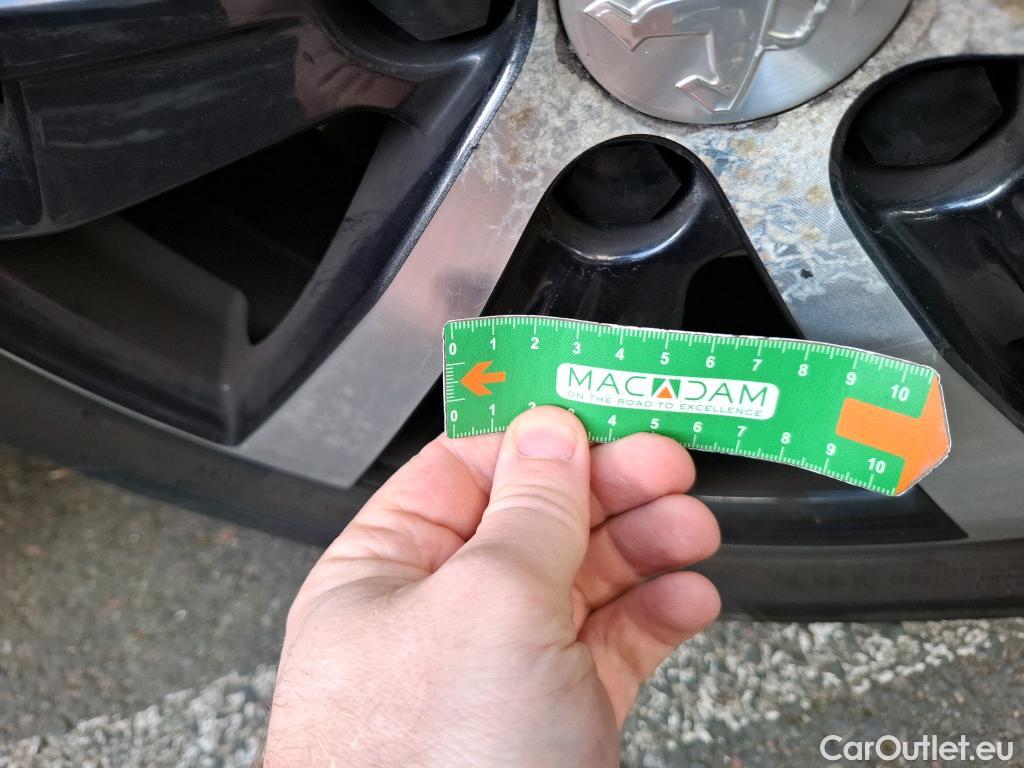 0 1 2 3 4 5 6 7 8 9 10
MACADAM
ON THE ROAD TO EXCELLENCE
0 1 2 3 4 5 6 7 8 9 10
CarOutlet.eu